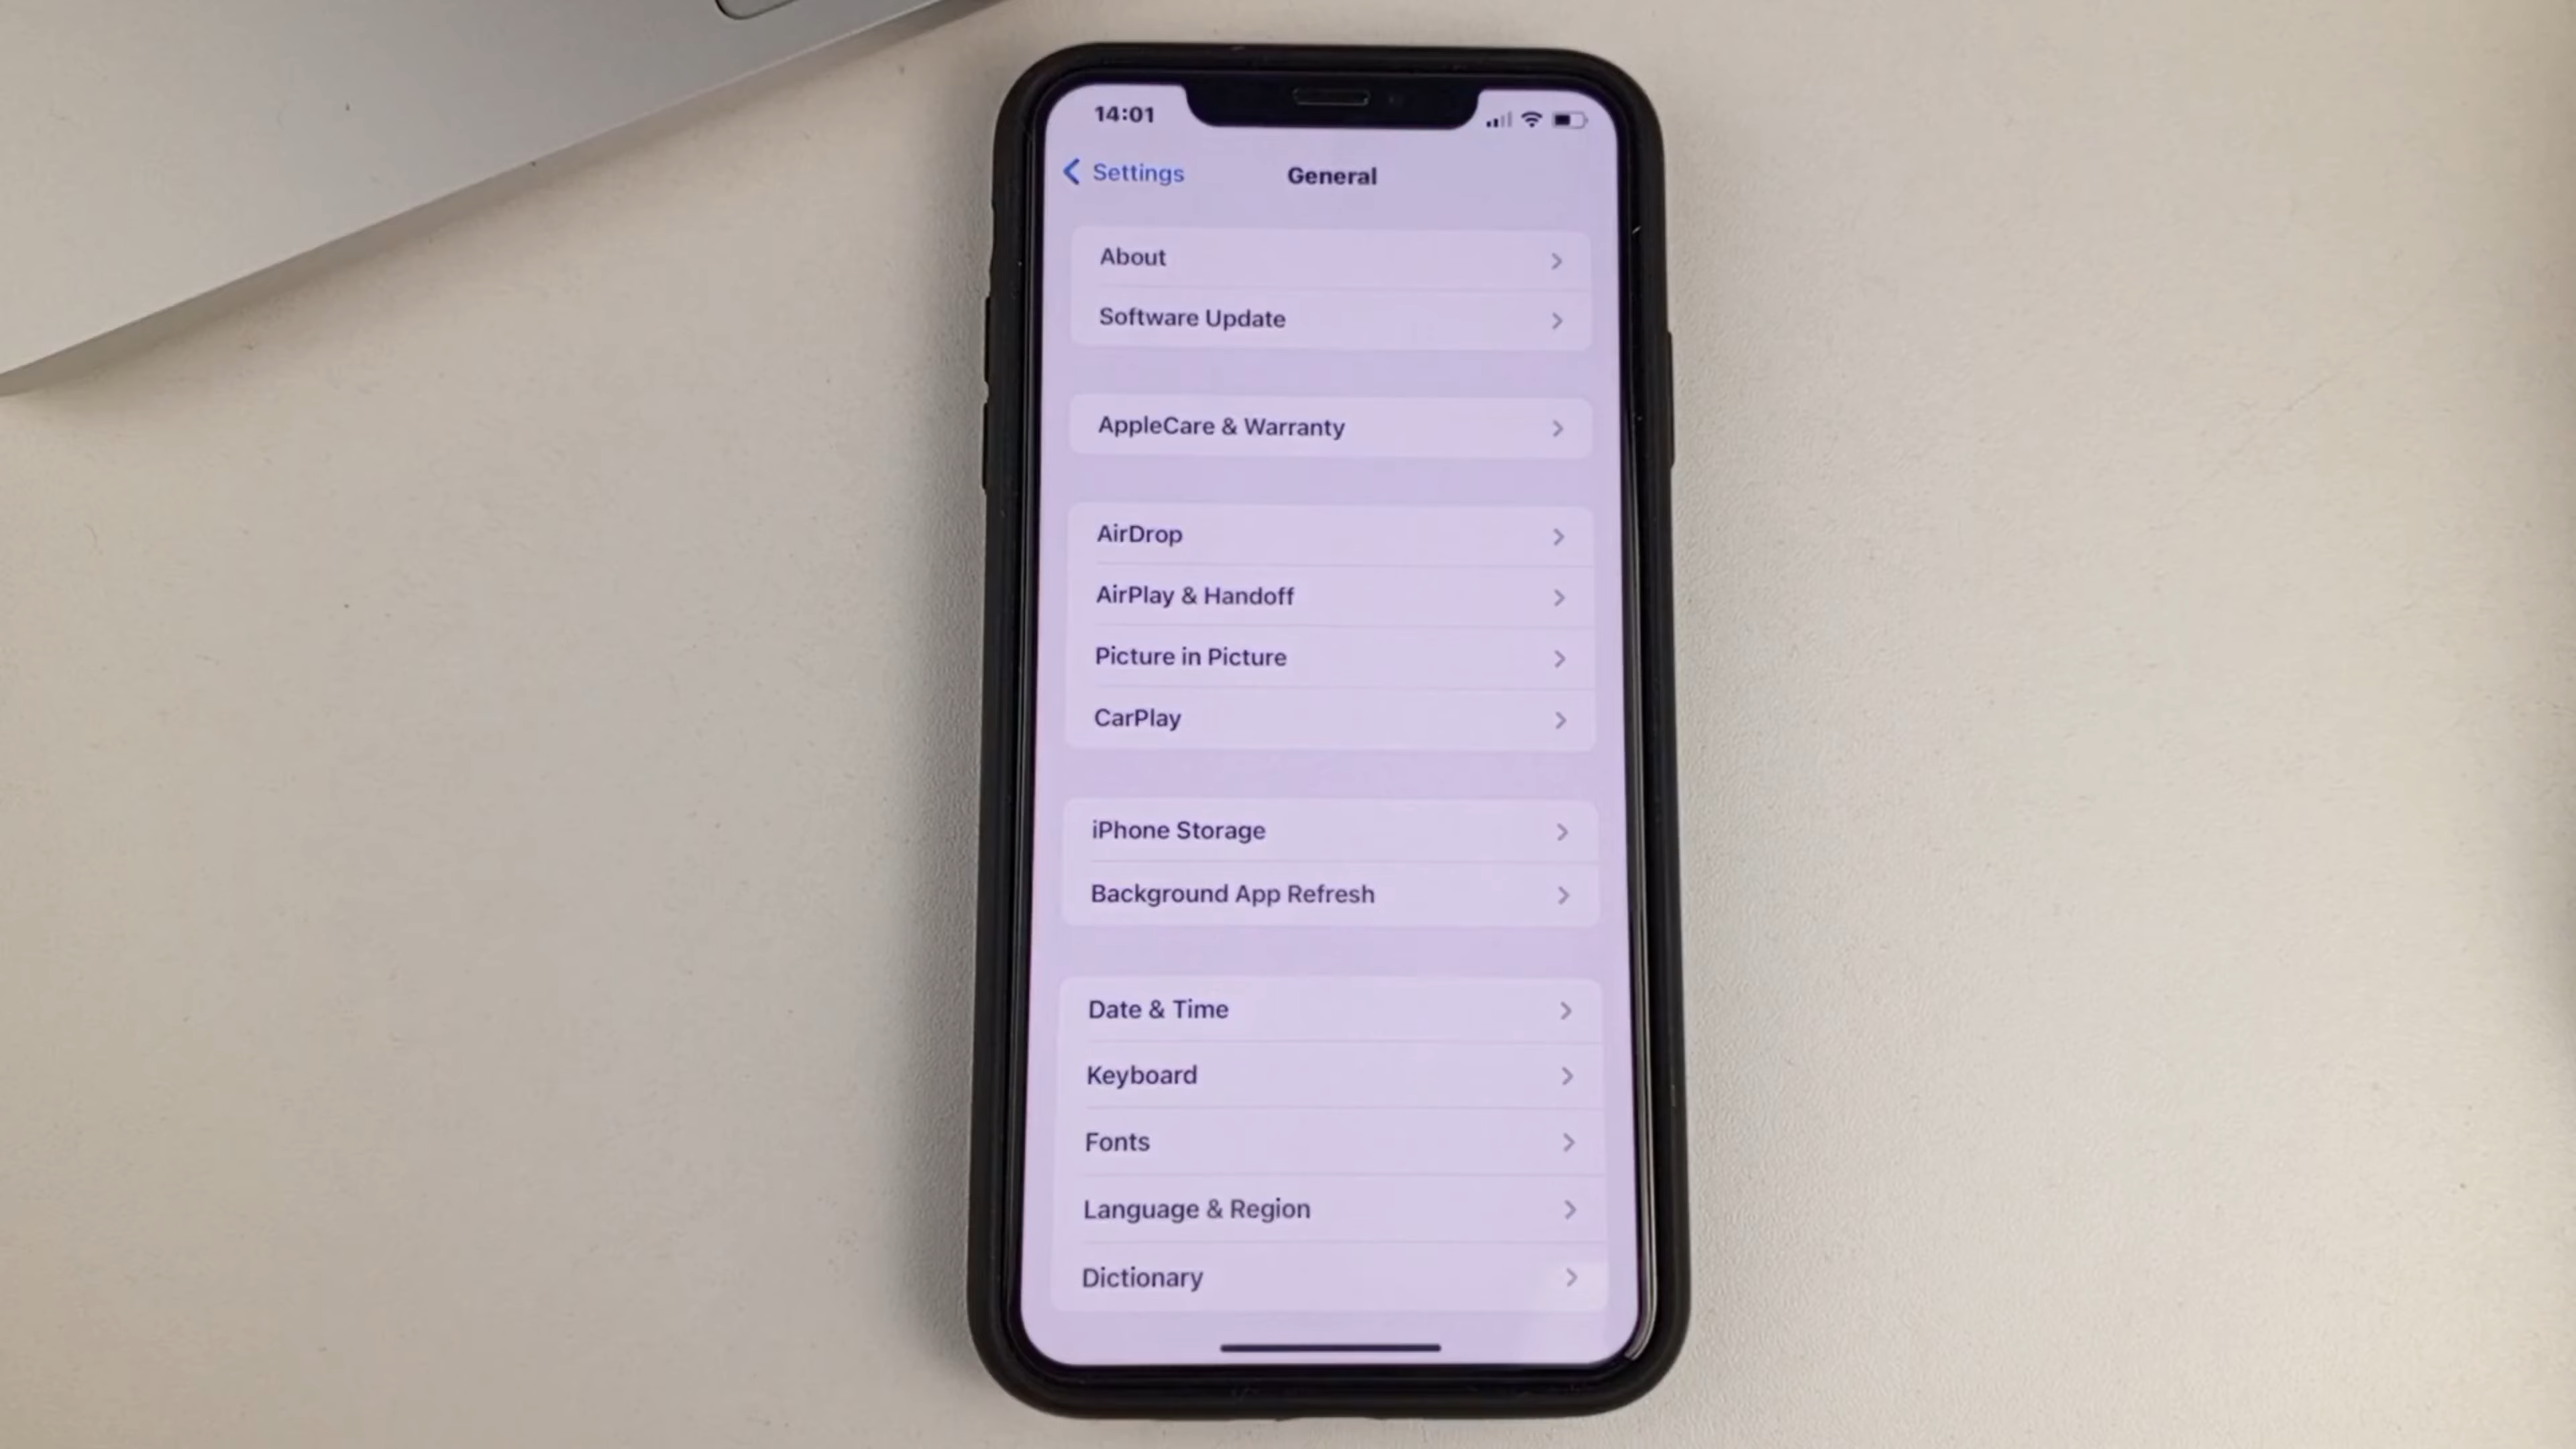 14:01
Settings
General
About
Software Update
AppleCare & Warranty
AirDrop
AirPlay & Handoff
Picture in Picture
CarPlay
iPhone Storage
Background App Refresh
Date & Time
Keyboard
Fonts
Language & Region
Dictionary